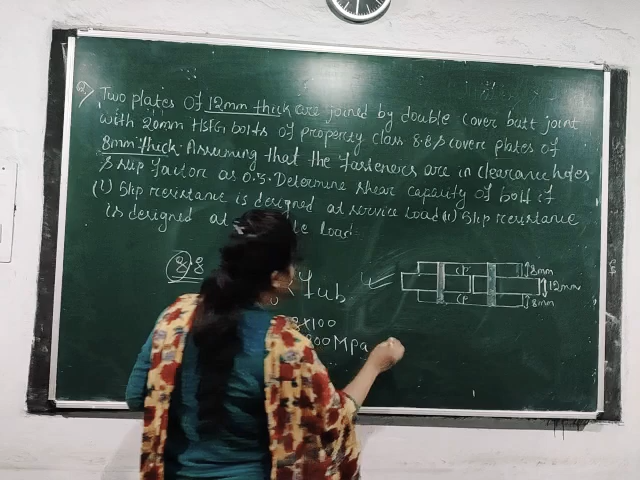 Q.) Two plates of 12mm thick are joined by double cover butt joint
with 20mm HSFG bolts of property class 8.8 & cover plates of
8mm thick. Assuming that the fasteners are in clearance holes
& slip factor as 0.5. Determine shear capacity of bolt if
(i) Slip resistance is designed at service load (ii) Slip resistance
is designed at load
8.8
fub
8mm
CP
12mm
x100
CP
8mm
800MPa